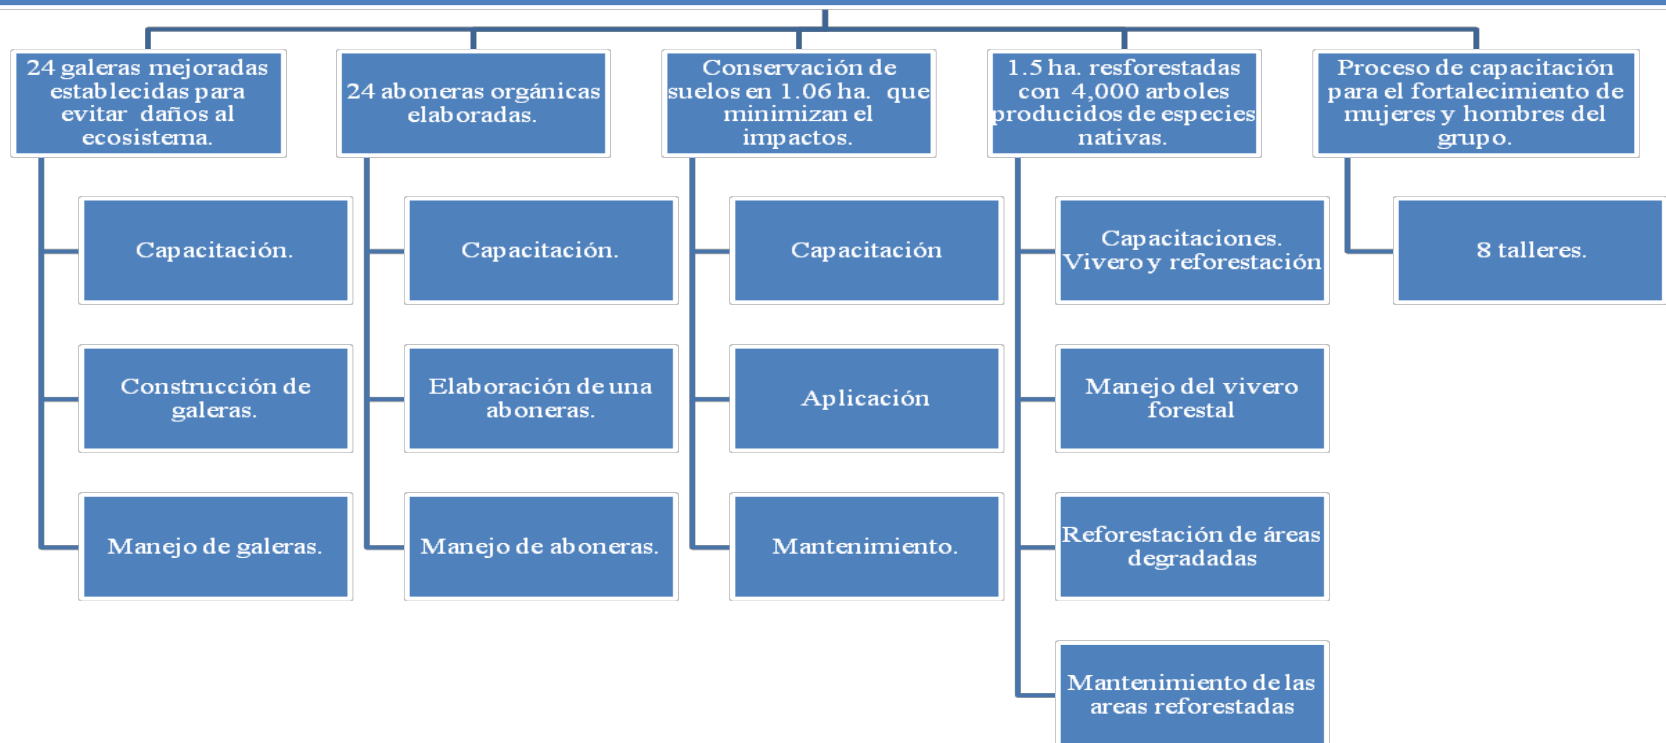 24 galeras mejoradas
establecidas para
evitar daños al
ecosistema.
Capacitación.
Construcción de
galeras.
Manejo de galeras.
24 aboneras orgánicas
elaboradas.
Capacitación.
Elaboración de una
aboneras.
Manejo de aboneras.
Conservación de
suelos en 1.06 ha. que
minimizan el
impactos.
Capacitación
Aplicación
Mantenimiento.
1.5 ha. resforestadas
con 4,000 arboles
producidos de especies
nativas.
Capacitaciones.
Vivero y reforestación
Manejo del vivero
forestal
Reforestación de áreas
degradadas
Mantenimiento de las
areas reforestadas
Proceso de capacitación
para el fortalecimiento de
mujeres y hombres del
grupo.
8 talleres.